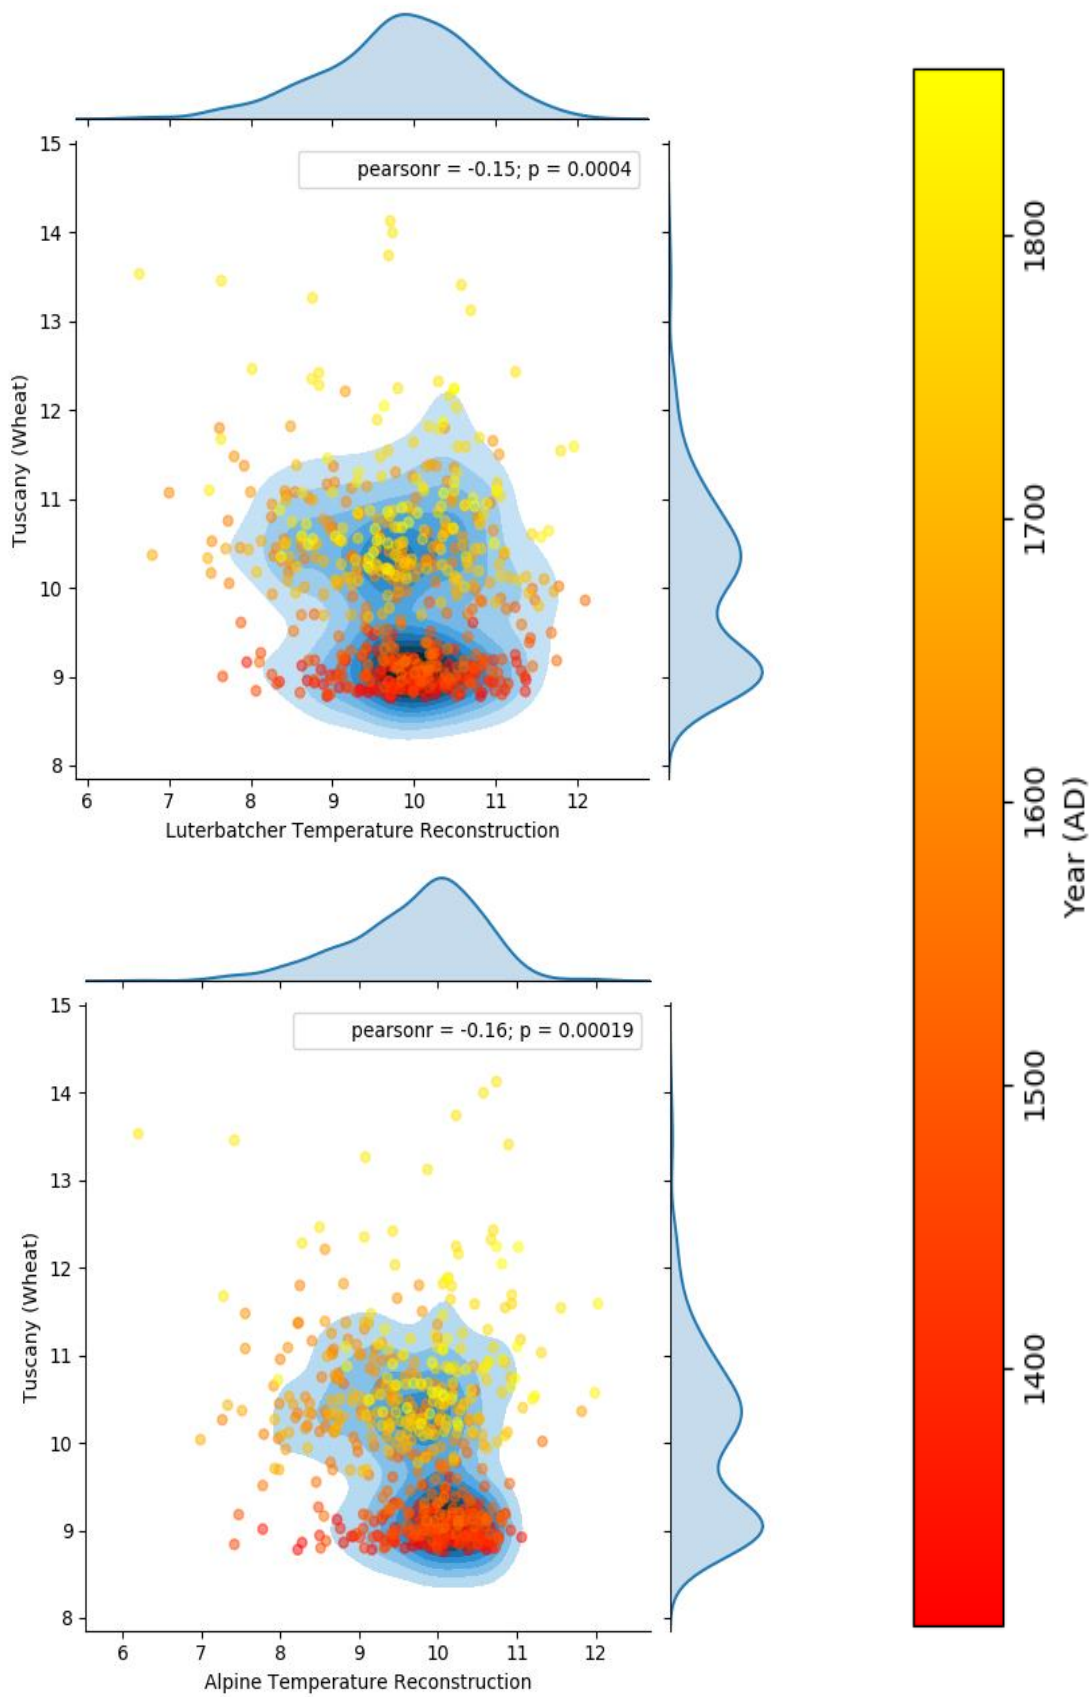 15
pearsonr = -0.15; p = 0.0004
14
13
12
11
10
9
8
Tuscany (Wheat)
6 7 8 9 10 11 12
Luterbatcher Temperature Reconstruction
15
pearsonr = -0.16; p = 0.00019
14
13
12
11
10
9
8
Tuscany (Wheat)
6 7 8 9 10 11 12
Alpine Temperature Reconstruction
1800
1700
1600
1500
1400
Year (AD)